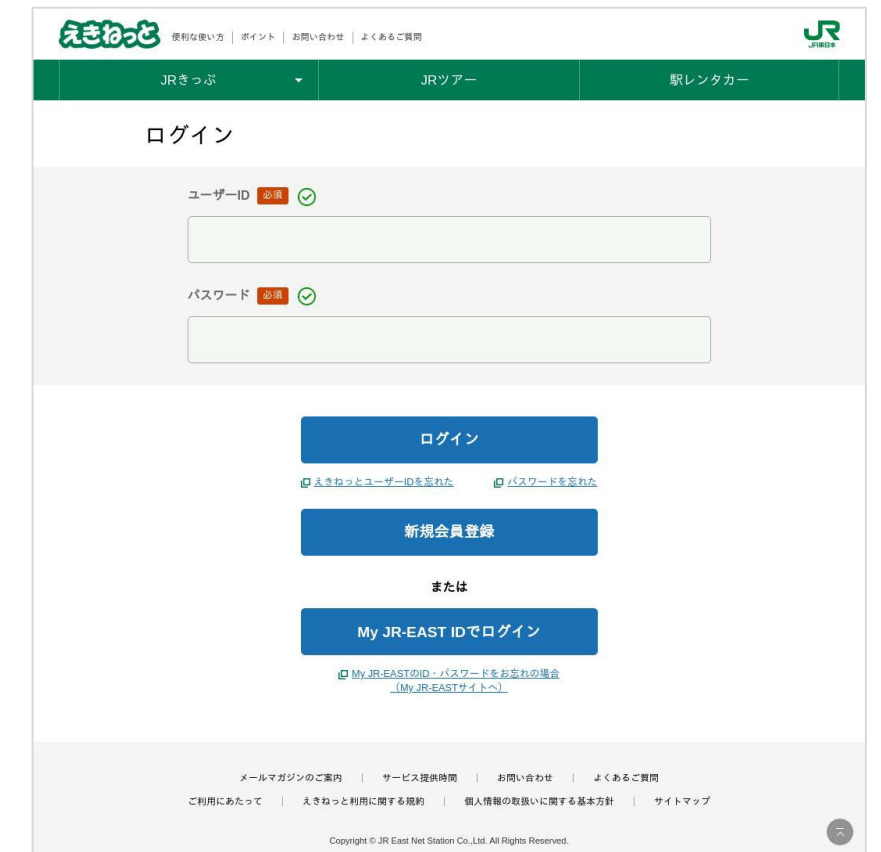 えきねっと 便利な使い方 ポイント お問い合わせ よくあるご質問 JR JR東日本
JRきっぷ JRツアー 駅レンタカー
ログイン
ユーザーID 必須
パスワード 必須
ログイン
えきねっとユーザーIDを忘れた パスワードを忘れた
新規会員登録
または
My JR-EAST IDでログイン
My JR-EASTのID・パスワードをお忘れの場合
（My JR-EASTサイトへ）
メールマガジンのご案内 | サービス提供時間 | お問い合わせ | よくあるご質問
ご利用にあたって | えきねっと利用に関する規約 | 個人情報の取扱いに関する基本方針 | サイトマップ
Copyright © JR East Net Station Co.,Ltd. All Rights Reserved.